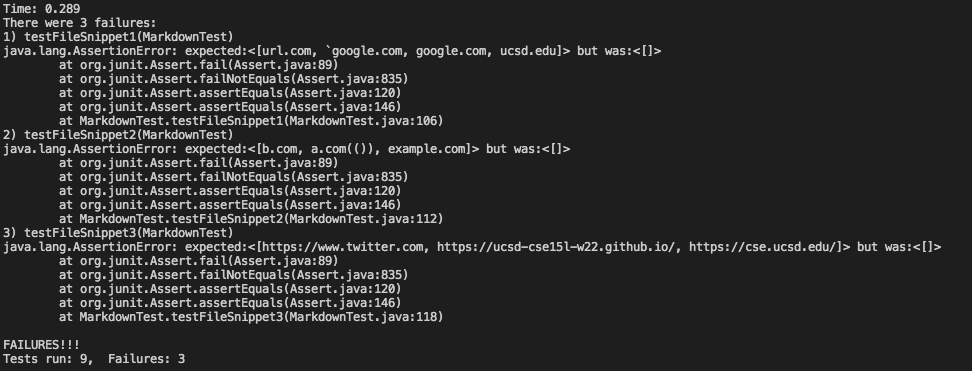 Time: 0.289
There were 3 failures:
1) testFileSnippet1(MarkdownTest)
java.lang.AssertionError: expected:<[url.com, `google.com, google.com, ucsd.edu]> but was:<[]>
        at org.junit.Assert.fail(Assert.java:89)
        at org.junit.Assert.failNotEquals(Assert.java:835)
        at org.junit.Assert.assertEquals(Assert.java:120)
        at org.junit.Assert.assertEquals(Assert.java:146)
        at MarkdownTest.testFileSnippet1(MarkdownTest.java:106)
2) testFileSnippet2(MarkdownTest)
java.lang.AssertionError: expected:<[b.com, a.com(()), example.com]> but was:<[]>
        at org.junit.Assert.fail(Assert.java:89)
        at org.junit.Assert.failNotEquals(Assert.java:835)
        at org.junit.Assert.assertEquals(Assert.java:120)
        at org.junit.Assert.assertEquals(Assert.java:146)
        at MarkdownTest.testFileSnippet2(MarkdownTest.java:112)
3) testFileSnippet3(MarkdownTest)
java.lang.AssertionError: expected:<[https://www.twitter.com, https://ucsd-cse15l-w22.github.io/, https://cse.ucsd.edu/]> but was:<[]>
        at org.junit.Assert.fail(Assert.java:89)
        at org.junit.Assert.failNotEquals(Assert.java:835)
        at org.junit.Assert.assertEquals(Assert.java:120)
        at org.junit.Assert.assertEquals(Assert.java:146)
        at MarkdownTest.testFileSnippet3(MarkdownTest.java:118)

FAILURES!!!
Tests run: 9,  Failures: 3